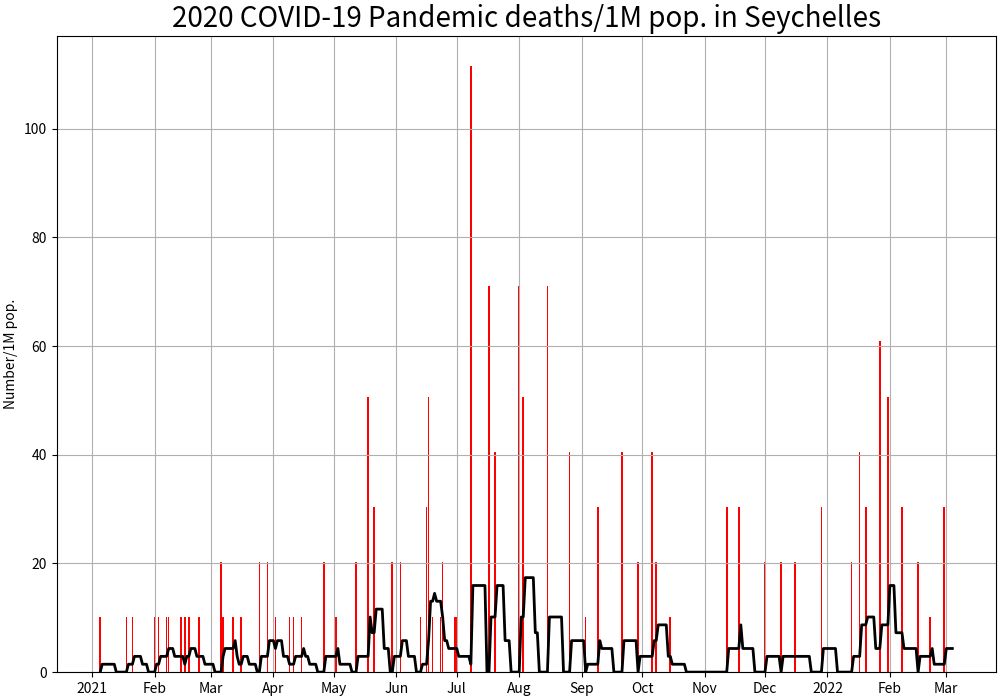 2020 COVID-19 Pandemic deaths/1M pop. in Seychelles
Number/1M pop.
100
80
60
40
20
0
2021 Feb Mar Apr May Jun Jul Aug Sep Oct Nov Dec 2022 Feb Mar